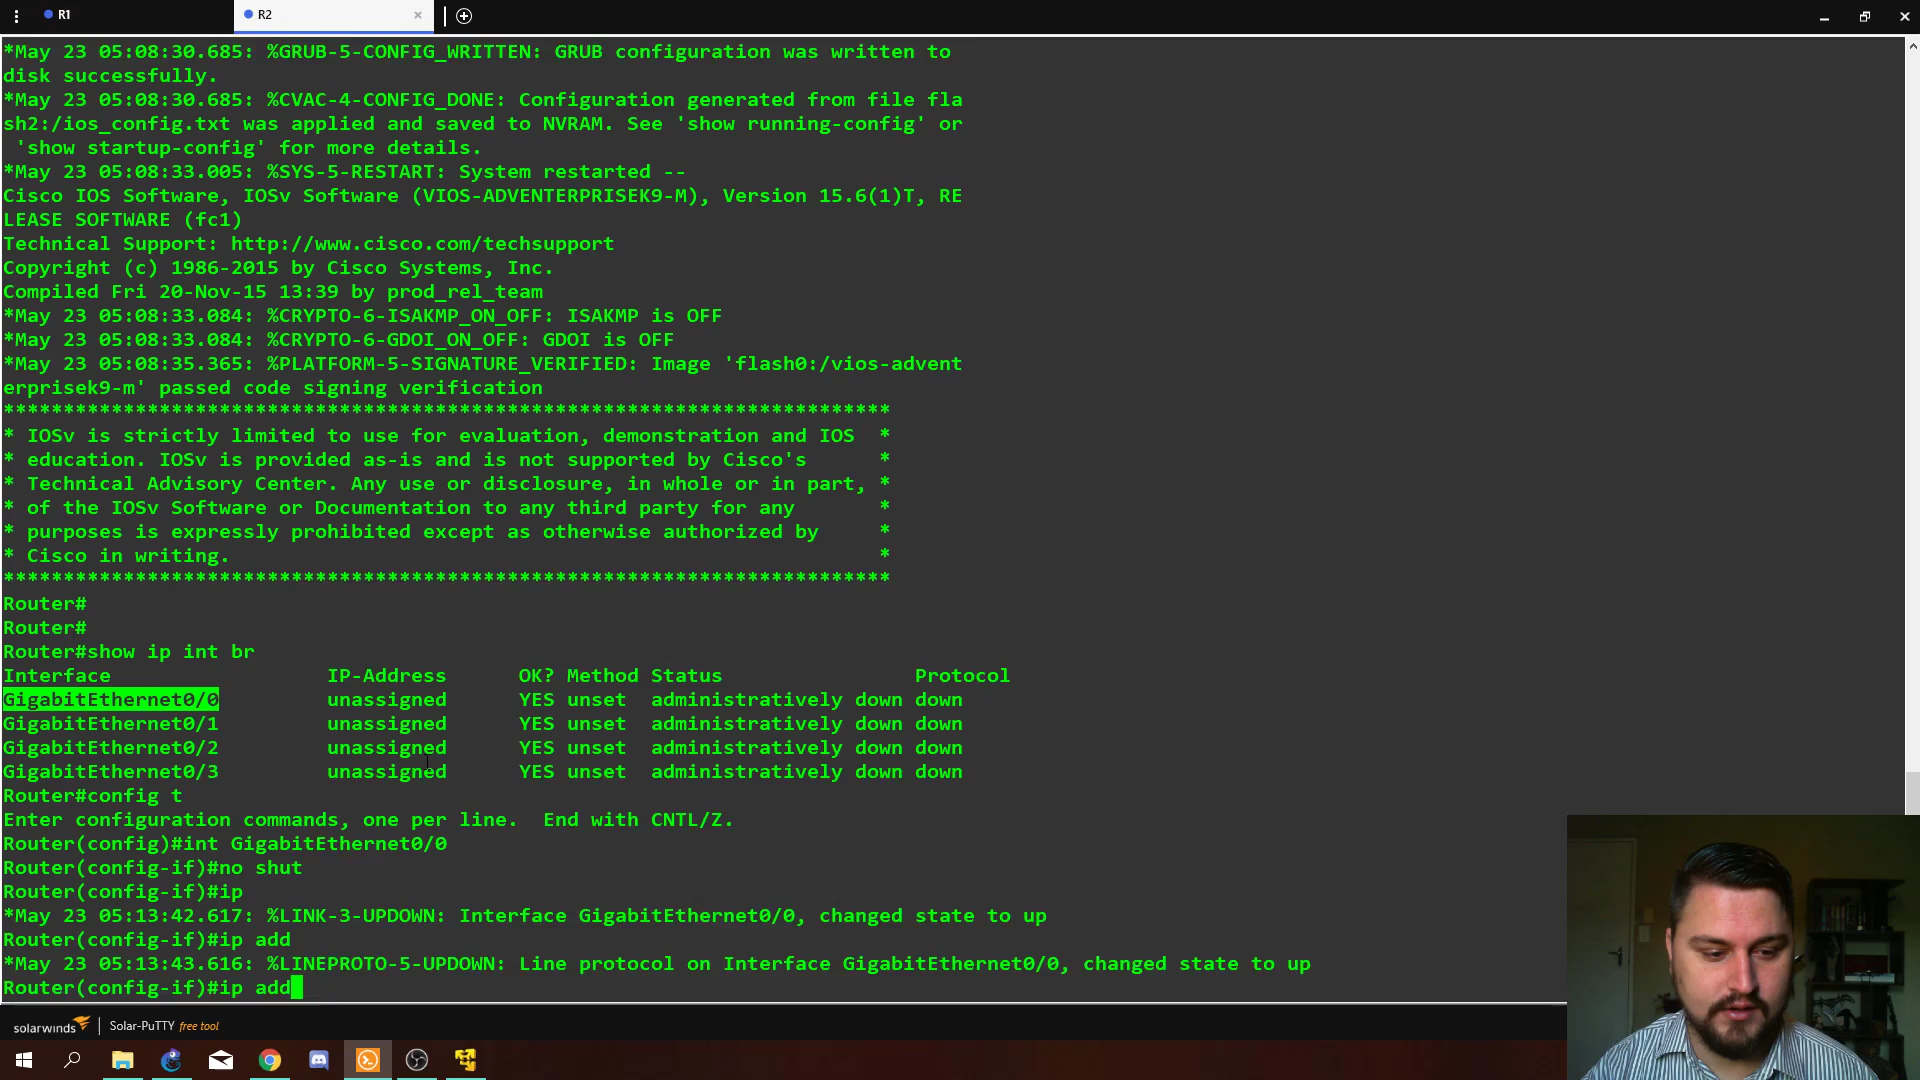 R1
R2
*May 23 05:08:30.685: %GRUB-5-CONFIG_WRITTEN: GRUB configuration was written to
disk successfully.
*May 23 05:08:30.685: %CVAC-4-CONFIG_DONE: Configuration generated from file fla
sh2:/ios_config.txt was applied and saved to NVRAM. See 'show running-config' or
'show startup-config' for more details.
*May 23 05:08:33.005: %SYS-5-RESTART: System restarted --
Cisco IOS Software, IOSv Software (VIOS-ADVENTERPRISEK9-M), Version 15.6(1)T, RE
LEASE SOFTWARE (fc1)
Technical Support: http://www.cisco.com/techsupport
Copyright (c) 1986-2015 by Cisco Systems, Inc.
Compiled Fri 20-Nov-15 13:39 by prod_rel_team
*May 23 05:08:33.084: %CRYPTO-6-ISAKMP_ON_OFF: ISAKMP is OFF
*May 23 05:08:33.084: %CRYPTO-6-GDOI_ON_OFF: GDOI is OFF
*May 23 05:08:35.365: %PLATFORM-5-SIGNATURE_VERIFIED: Image 'flash0:/vios-advent
erprisek9-m' passed code signing verification
**************************************************************************
* IOSv is strictly limited to use for evaluation, demonstration and IOS  *
* education. IOSv is provided as-is and is not supported by Cisco's      *
* Technical Advisory Center. Any use or disclosure, in whole or in part, *
* of the IOSv Software or Documentation to any third party for any       *
* purposes is expressly prohibited except as otherwise authorized by     *
* Cisco in writing.                                                      *
**************************************************************************
Router#
Router#
Router#show ip int br
Interface                  IP-Address      OK? Method Status                Protocol
GigabitEthernet0/0         unassigned      YES unset  administratively down down
GigabitEthernet0/1         unassigned      YES unset  administratively down down
GigabitEthernet0/2         unassigned      YES unset  administratively down down
GigabitEthernet0/3         unassigned      YES unset  administratively down down
Router#config t
Enter configuration commands, one per line.  End with CNTL/Z.
Router(config)#int GigabitEthernet0/0
Router(config-if)#no shut
Router(config-if)#ip
*May 23 05:13:42.617: %LINK-3-UPDOWN: Interface GigabitEthernet0/0, changed state to up
Router(config-if)#ip add
*May 23 05:13:43.616: %LINEPROTO-5-UPDOWN: Line protocol on Interface GigabitEthernet0/0, changed state to up
Router(config-if)#ip add
solarwinds | Solar-PuTTY free tool